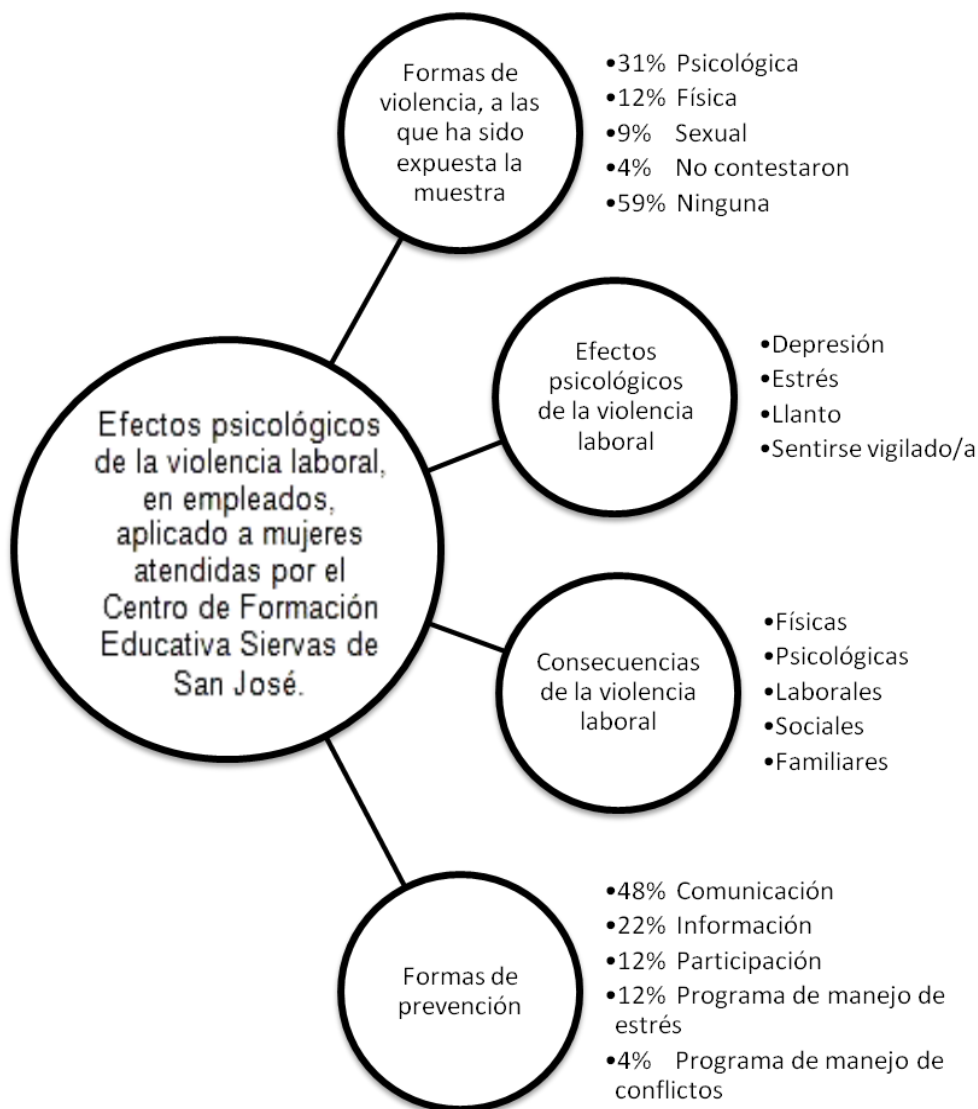 Formas de
violencia, a las
que ha sido
expuesta la
muestra
•31% Psicológica
•12% Física
•9% Sexual
•4% No contestaron
•59% Ninguna
Efectos
psicológicos
de la violencia
laboral
•Depresión
•Estrés
•Llanto
•Sentirse vigilado/a
Efectos psicológicos
de la violencia laboral,
en empleados,
aplicado a mujeres
atendidas por el
Centro de Formación
Educativa Siervas de
San José.
Consecuencias
de la violencia
laboral
•Físicas
•Psicológicas
•Laborales
•Sociales
•Familiares
Formas de
prevención
•48% Comunicación
•22% Información
•12% Participación
•12% Programa de manejo de
estrés
•4% Programa de manejo de
conflictos